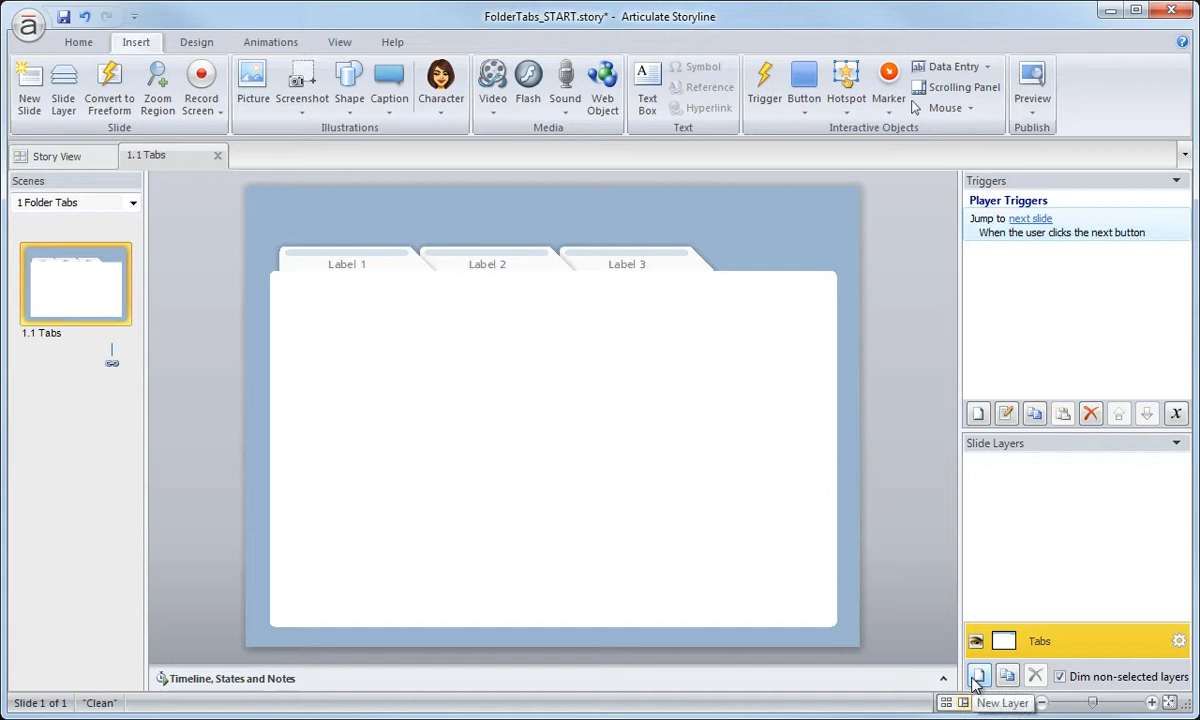 FolderTabs_START.story* - Articulate Storyline
Home Insert Design Animations View Help
New Slide
Slide Layer
Convert to Freeform
Zoom Region
Record Screen
Slide
Picture
Screenshot
Shape
Caption
Character
Illustrations
Video
Flash
Sound
Web Object
Media
Text Box
Symbol
Reference
Hyperlink
Text
Trigger
Button
Hotspot
Marker
Data Entry
Scrolling Panel
Mouse
Interactive Objects
Preview
Publish
Story View
1.1 Tabs
Scenes
1 Folder Tabs
1.1 Tabs
Label 1 Label 2 Label 3
Timeline, States and Notes
Triggers
Player Triggers
Jump to next slide
When the user clicks the next button
Slide Layers
Tabs
Dim non-selected layers
New Layer
Slide 1 of 1 "Clean"